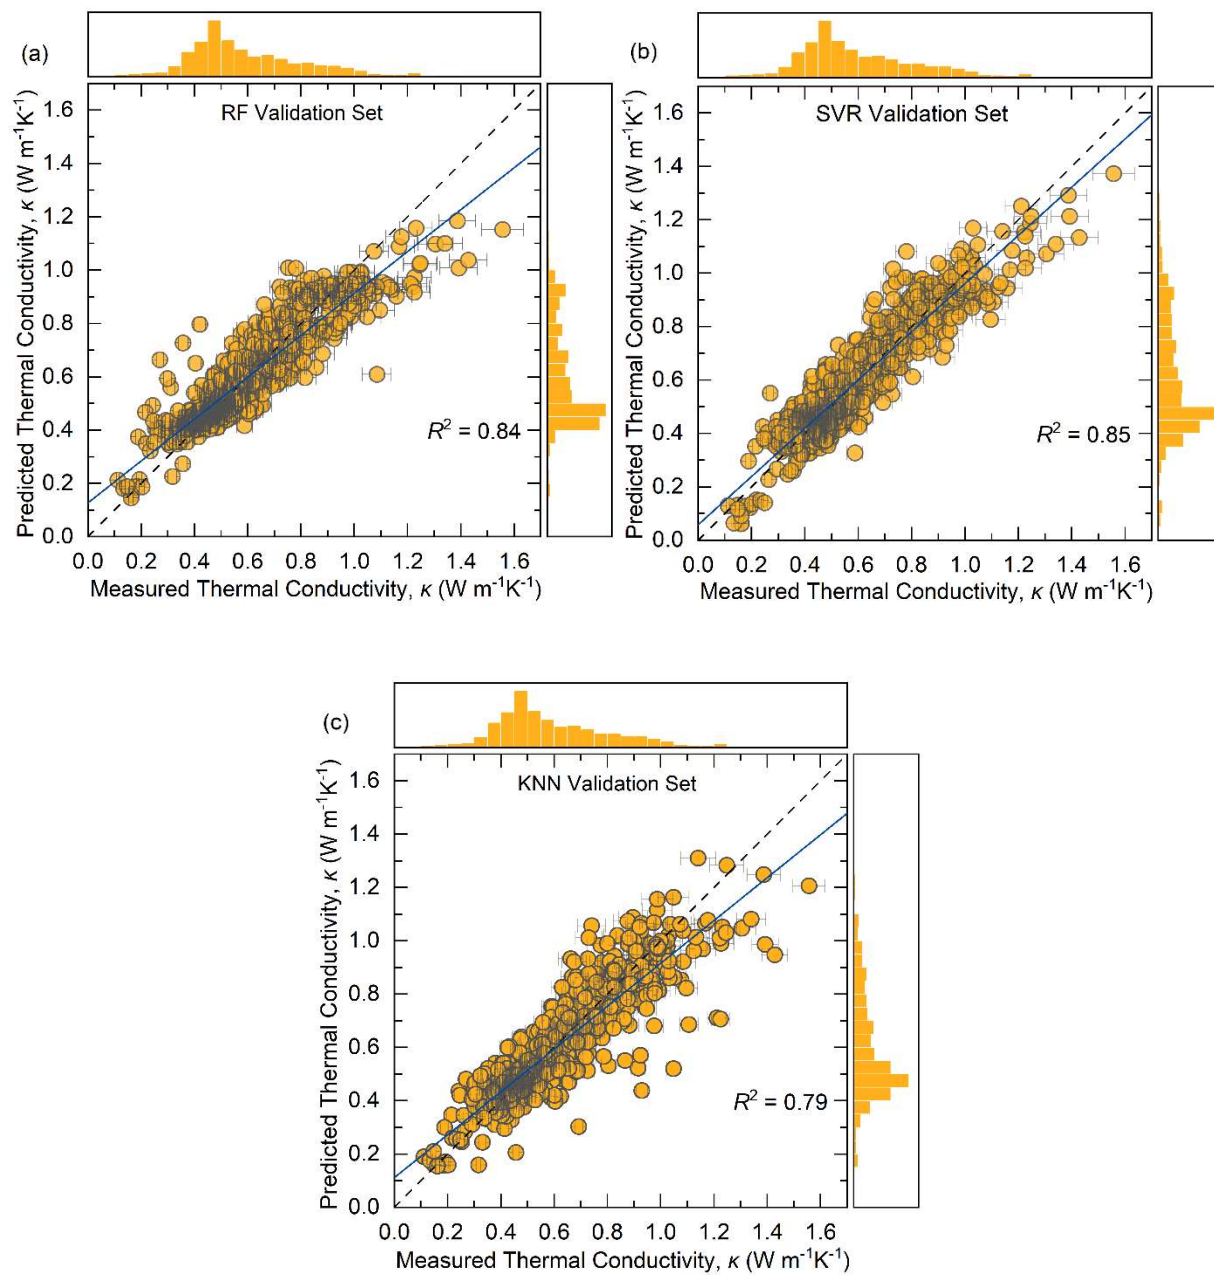 (a)
RF Validation Set
R² = 0.84
Predicted Thermal Conductivity, κ (W m⁻¹K⁻¹)
1.6
1.4
1.2
1.0
0.8
0.6
0.4
0.2
0.0
0.0 0.2 0.4 0.6 0.8 1.0 1.2 1.4 1.6
Measured Thermal Conductivity, κ (W m⁻¹K⁻¹)
(b)
SVR Validation Set
R² = 0.85
Predicted Thermal Conductivity, κ (W m⁻¹K⁻¹)
1.6
1.4
1.2
1.0
0.8
0.6
0.4
0.2
0.0
0.0 0.2 0.4 0.6 0.8 1.0 1.2 1.4 1.6
Measured Thermal Conductivity, κ (W m⁻¹K⁻¹)
(c)
KNN Validation Set
R² = 0.79
Predicted Thermal Conductivity, κ (W m⁻¹K⁻¹)
1.6
1.4
1.2
1.0
0.8
0.6
0.4
0.2
0.0
0.0 0.2 0.4 0.6 0.8 1.0 1.2 1.4 1.6
Measured Thermal Conductivity, κ (W m⁻¹K⁻¹)